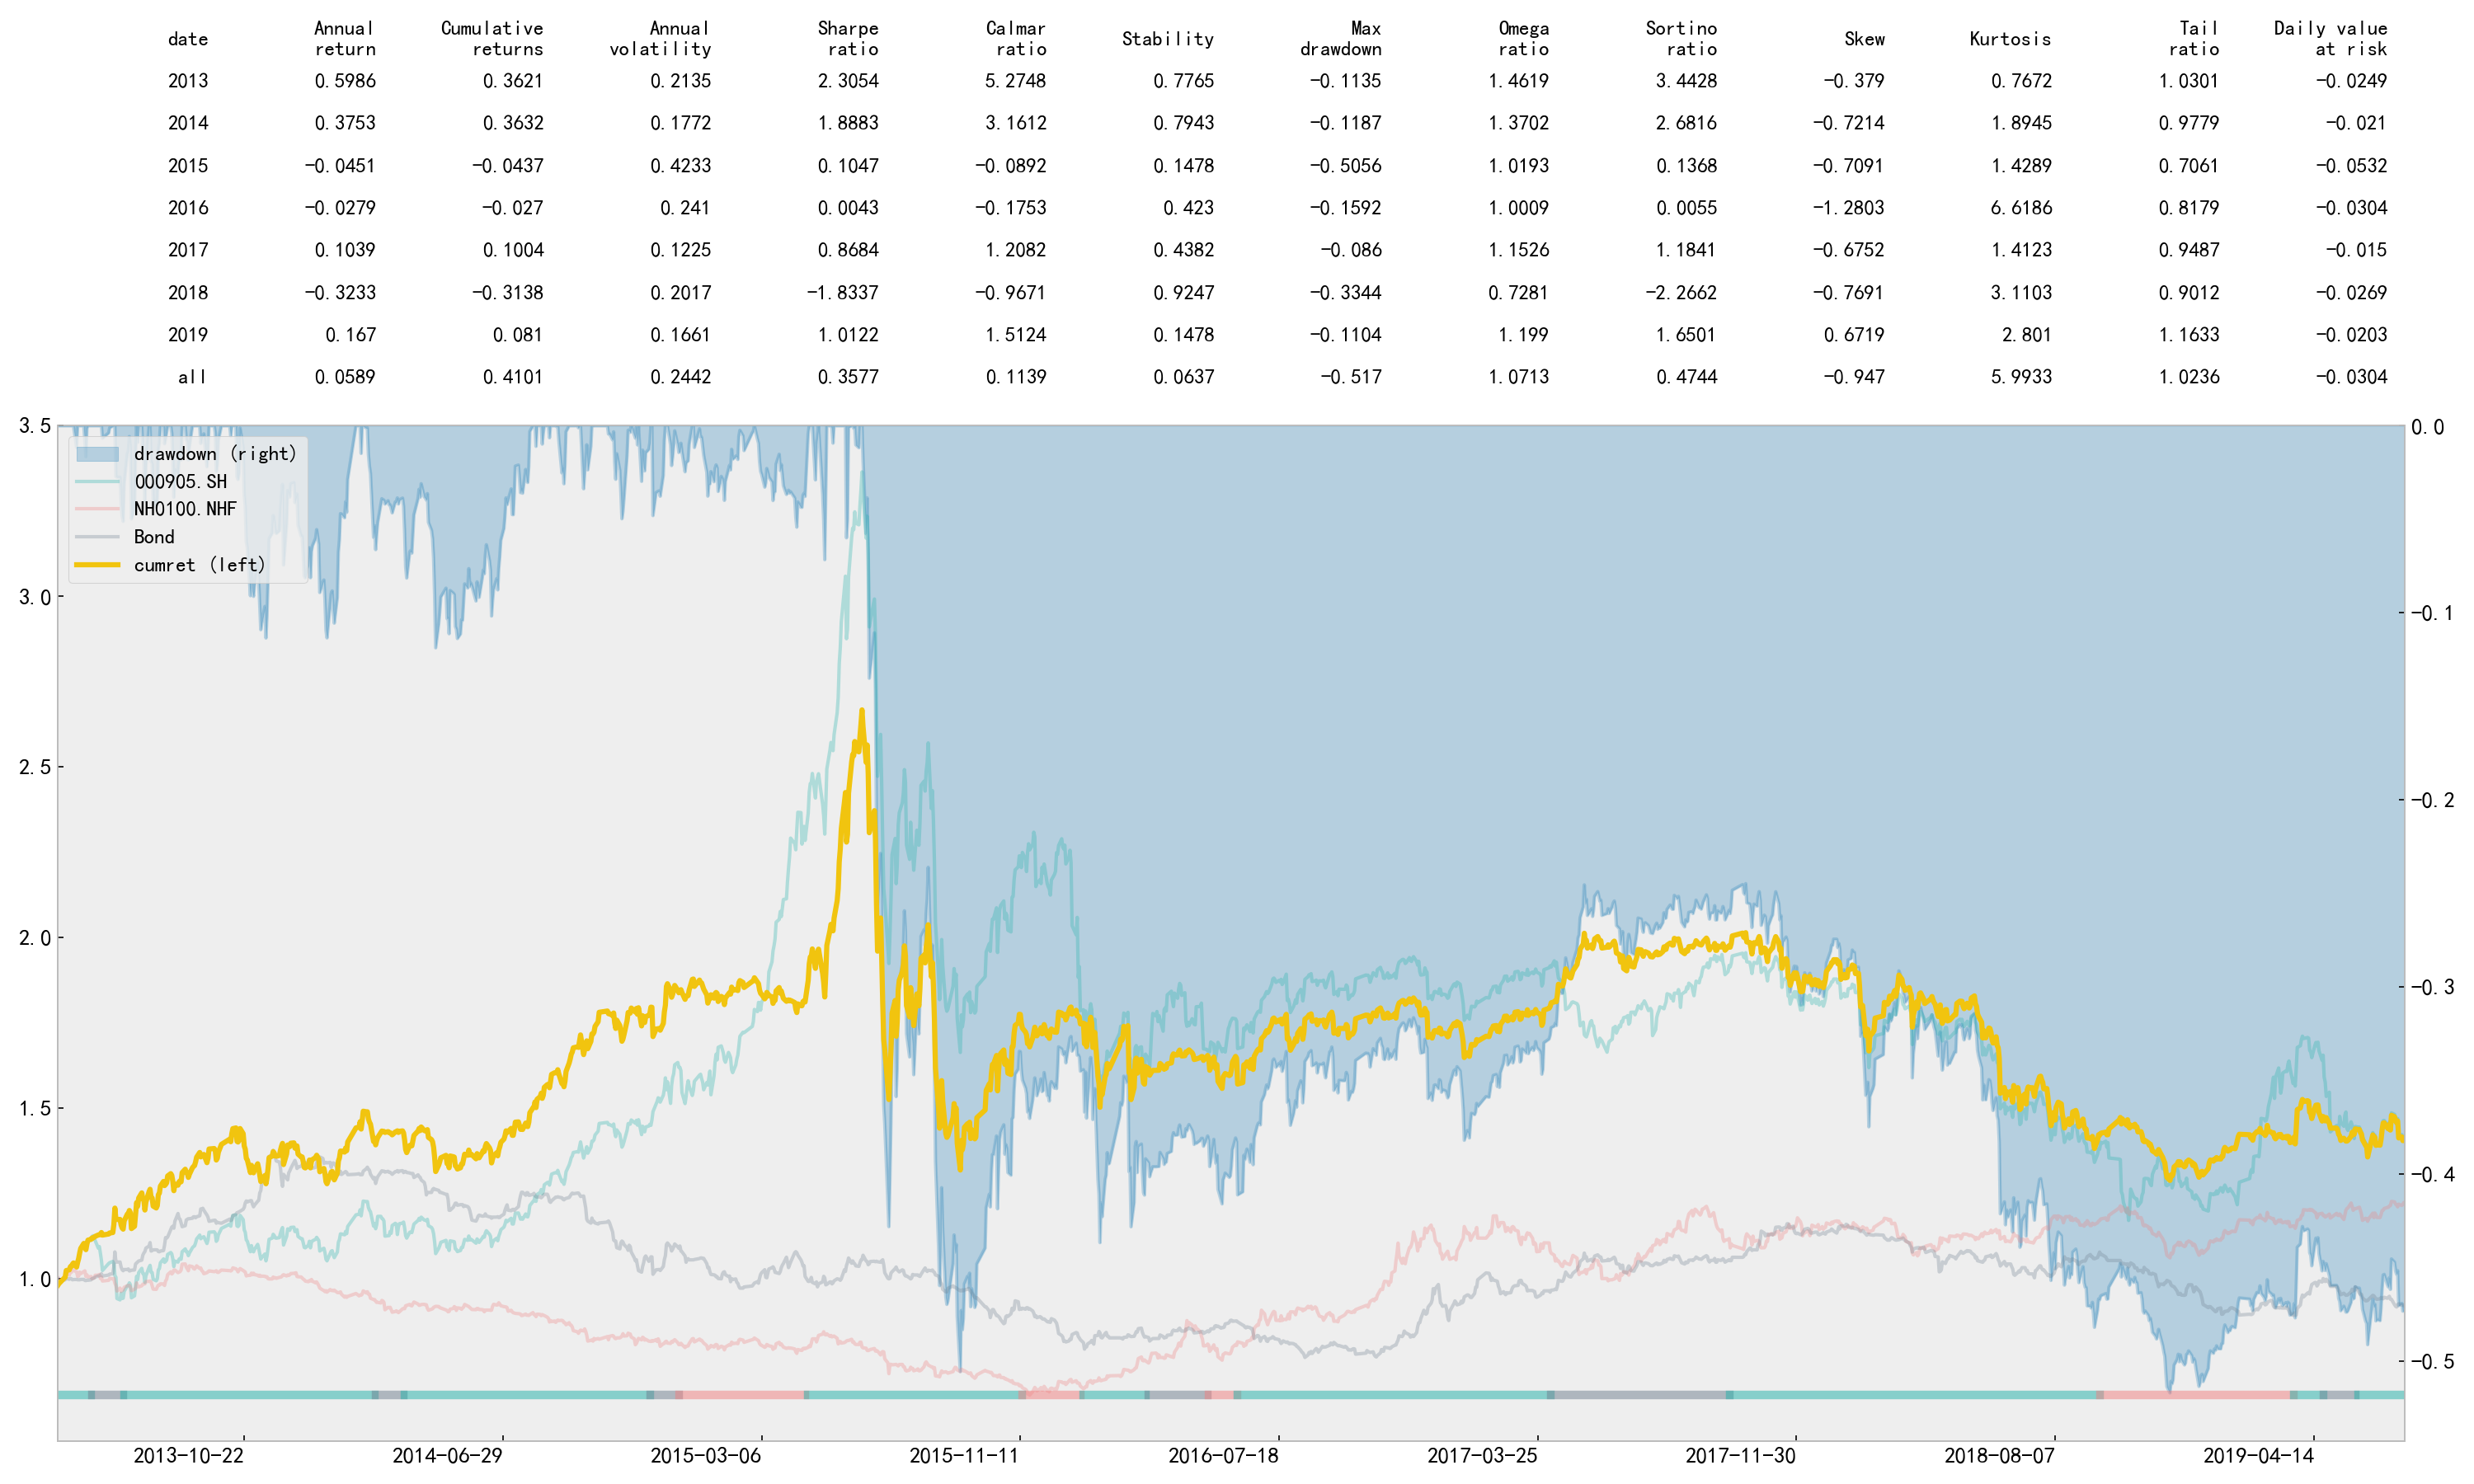 date Annual return Cumulative returns Annual volatility Sharpe ratio Calmar ratio Stability Max drawdown Omega ratio Sortino ratio Skew Kurtosis Tail ratio Daily value at risk
2013 0.5986 0.3621 0.2135 2.3054 5.2748 0.7765 -0.1135 1.4619 3.4428 -0.379 0.7672 1.0301 -0.0249
2014 0.3753 0.3632 0.1772 1.8883 3.1612 0.7943 -0.1187 1.3702 2.6816 -0.7214 1.8945 0.9779 -0.021
2015 -0.0451 -0.0437 0.4233 0.1047 -0.0892 0.1478 -0.5056 1.0193 0.1368 -0.7091 1.4289 0.7061 -0.0532
2016 -0.0279 -0.027 0.241 0.0043 -0.1753 0.423 -0.1592 1.0009 0.0055 -1.2803 6.6186 0.8179 -0.0304
2017 0.1039 0.1004 0.1225 0.8684 1.2082 0.4382 -0.086 1.1526 1.1841 -0.6752 1.4123 0.9487 -0.015
2018 -0.3233 -0.3138 0.2017 -1.8337 -0.9671 0.9247 -0.3344 0.7281 -2.2662 -0.7691 3.1103 0.9012 -0.0269
2019 0.167 0.081 0.1661 1.0122 1.5124 0.1478 -0.1104 1.199 1.6501 0.6719 2.801 1.1633 -0.0203
all 0.0589 0.4101 0.2442 0.3577 0.1139 0.0637 -0.517 1.0713 0.4744 -0.947 5.9933 1.0236 -0.0304
drawdown (right)
000905.SH
NH0100.NHF
Bond
cumret (left)
3.5
3.0
2.5
2.0
1.5
1.0
0.0
-0.1
-0.2
-0.3
-0.4
-0.5
2013-10-22 2014-06-29 2015-03-06 2015-11-11 2016-07-18 2017-03-25 2017-11-30 2018-08-07 2019-04-14